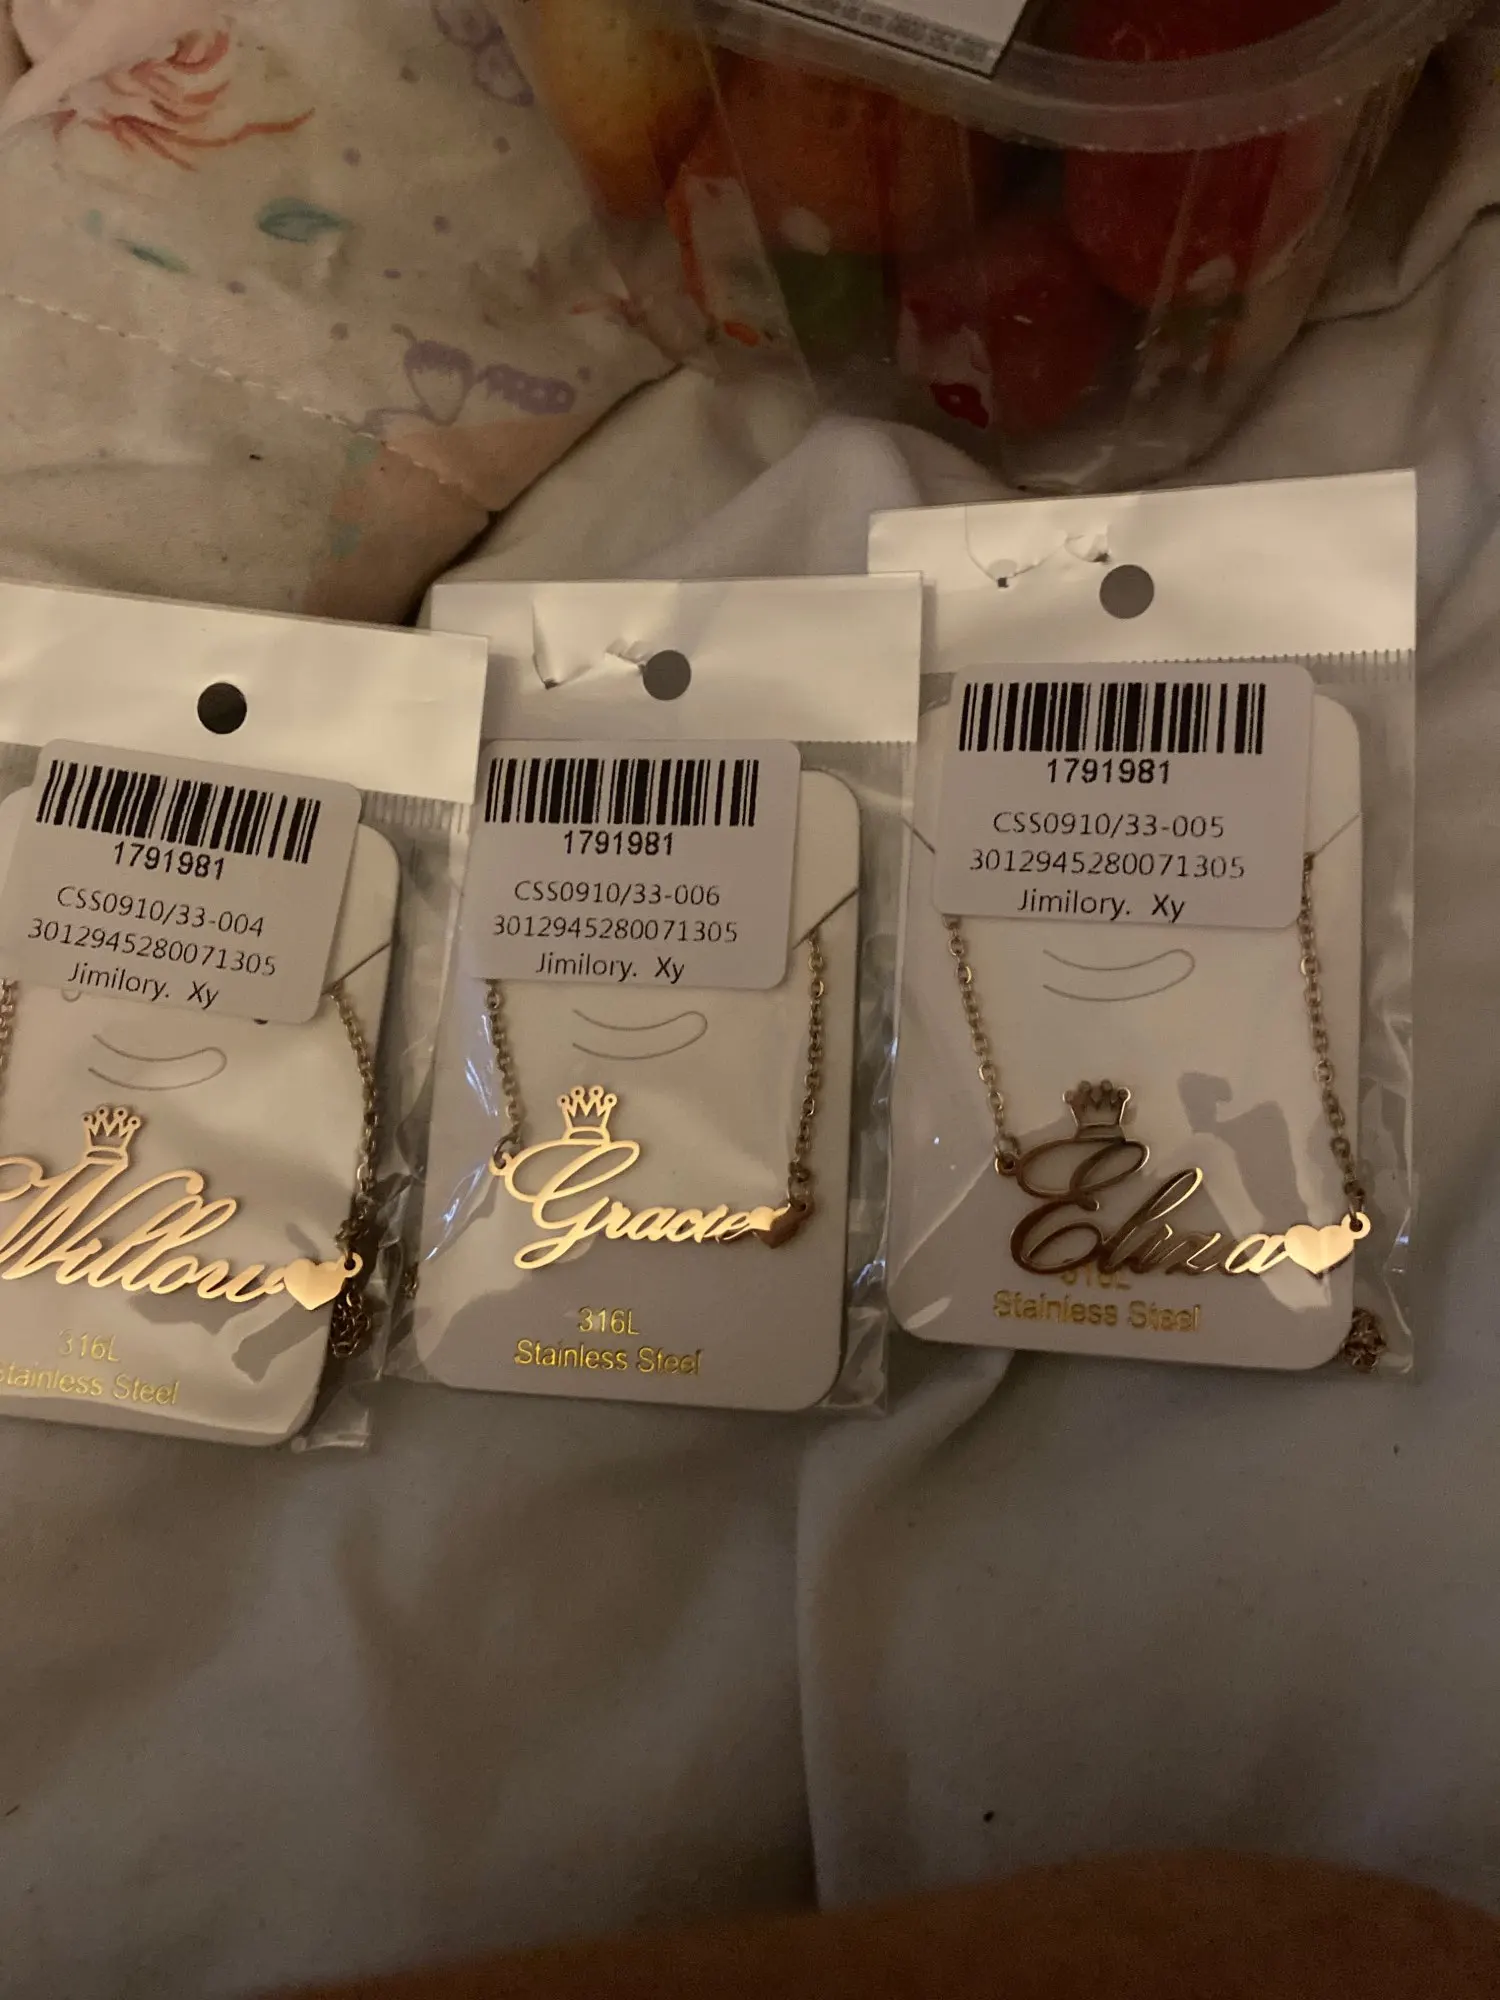 1791981
CSS0910/33-004
3012945280071305
Jimilory. Xy
Willow
316L
Stainless Steel
1791981
CSS0910/33-006
3012945280071305
Jimilory. Xy
Gracie
316L
Stainless Steel
1791981
CSS0910/33-005
3012945280071305
Jimilory. Xy
Eliza
316L
Stainless Steel